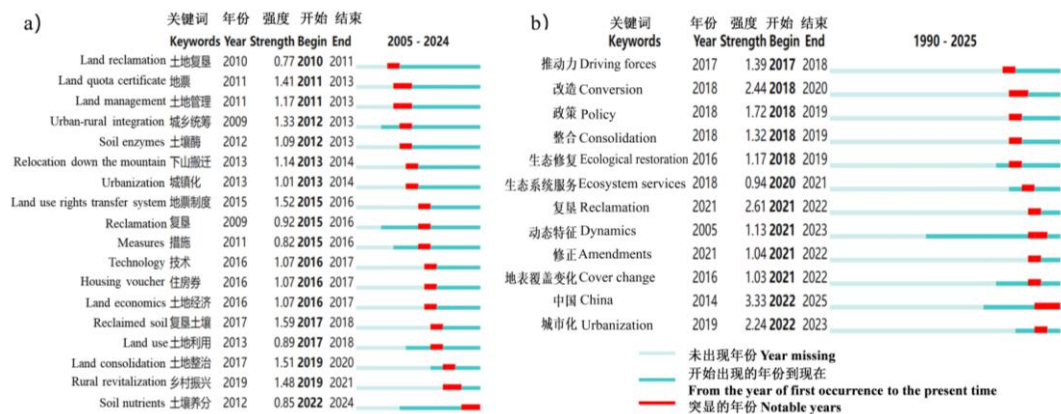 a)
关键词 年份 强度 开始 结束
Keywords Year Strength Begin End 2005 - 2024
Land reclamation 土地复垦 2010 0.77 2010 2011
Land quota certificate 地票 2011 1.41 2011 2013
Land management 土地管理 2011 1.17 2011 2013
Urban-rural integration 城乡统筹 2009 1.33 2012 2013
Soil enzymes 土壤酶 2012 1.09 2012 2013
Relocation down the mountain 下山搬迁 2013 1.14 2013 2014
Urbanization 城镇化 2013 1.01 2013 2014
Land use rights transfer system 地票制度 2015 1.52 2015 2016
Reclamation 复垦 2009 0.92 2015 2016
Measures 措施 2011 0.82 2015 2016
Technology 技术 2016 1.07 2016 2017
Housing voucher 住房券 2016 1.07 2016 2017
Land economics 土地经济 2016 1.07 2016 2017
Reclaimed soil 复垦土壤 2017 1.59 2017 2018
Land use 土地利用 2013 0.89 2017 2018
Land consolidation 土地整治 2017 1.51 2019 2020
Rural revitalization 乡村振兴 2019 1.48 2019 2021
Soil nutrients 土壤养分 2012 0.85 2022 2024
b)
关键词 年份 强度 开始 结束
Keywords Year Strength Begin End 1990 - 2025
推动力 Driving forces 2017 1.39 2017 2018
改造 Conversion 2018 2.44 2018 2020
政策 Policy 2018 1.72 2018 2019
整合 Consolidation 2018 1.32 2018 2019
生态修复 Ecological restoration 2016 1.17 2018 2019
生态系统服务 Ecosystem services 2018 0.94 2020 2021
复垦 Reclamation 2021 2.61 2021 2022
动态特征 Dynamics 2005 1.13 2021 2023
修正 Amendments 2021 1.04 2021 2022
地表覆盖变化 Cover change 2016 1.03 2021 2022
中国 China 2014 3.33 2022 2025
城市化 Urbanization 2019 2.24 2022 2023
未出现年份 Year missing
开始出现的年份到现在
From the year of first occurrence to the present time
突显的年份 Notable years